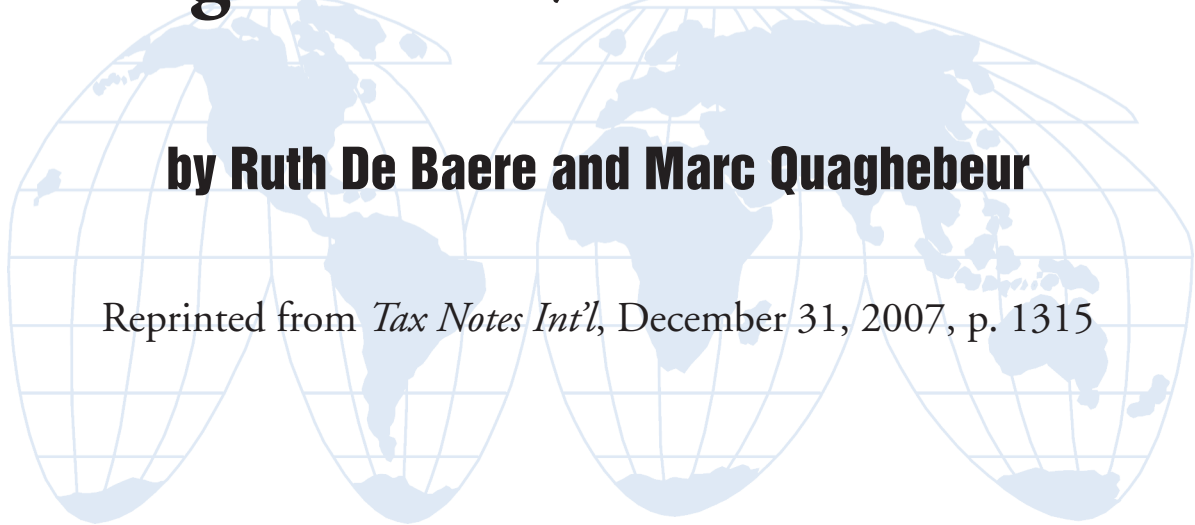 by Ruth De Baere and Marc Quaghebeur
Reprinted from Tax Notes Int'l, December 31, 2007, p. 1315